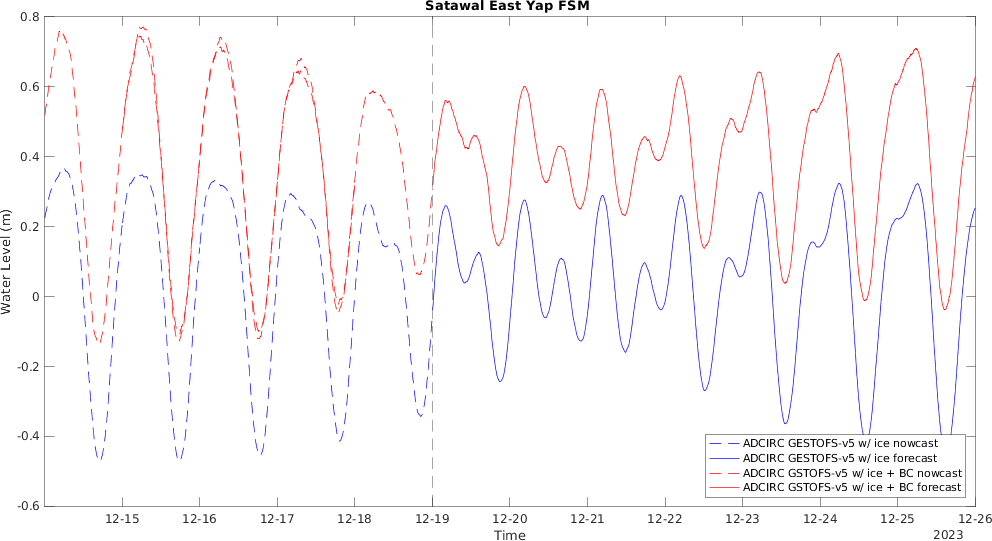 Satawal East Yap FSM
0.8
0.6
0.4
0.2
0
-0.2
-0.4
-0.6
Water Level (m)
ADCIRC GESTOFS-v5 w/ ice nowcast
ADCIRC GESTOFS-v5 w/ ice forecast
ADCIRC GSTOFS-v5 w/ ice + BC nowcast
ADCIRC GSTOFS-v5 w/ ice + BC forecast
12-15 12-16 12-17 12-18 12-19 12-20 12-21 12-22 12-23 12-24 12-25 12-26
Time
2023